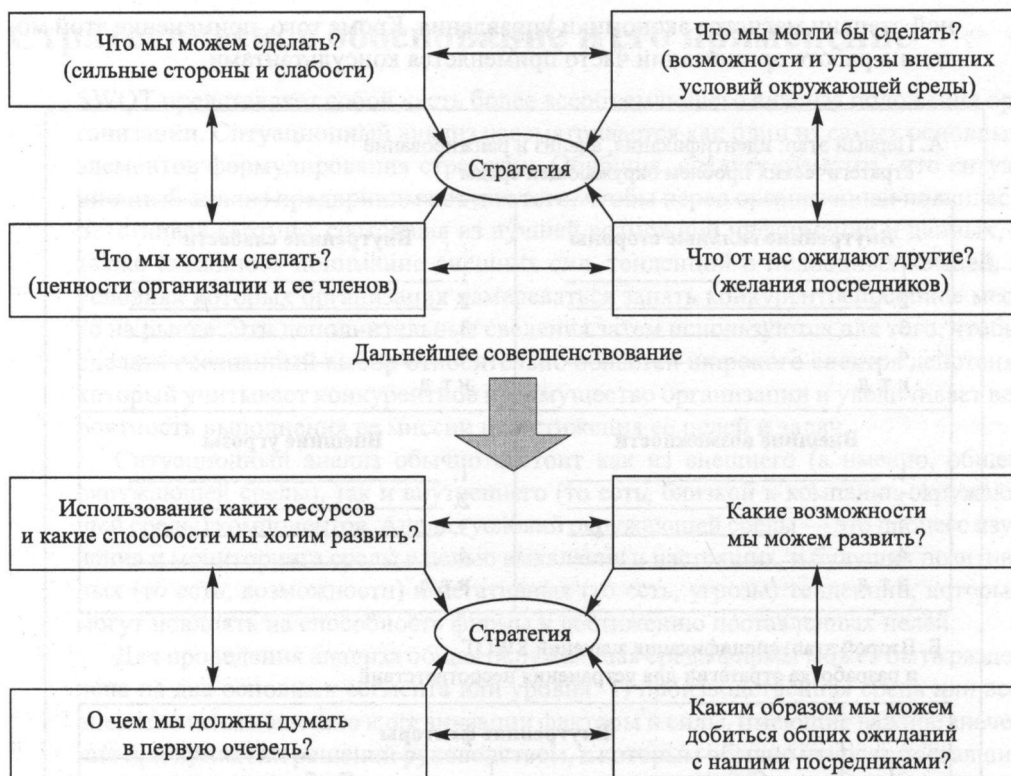 Что мы можем сделать?
(сильные стороны и слабости)
Что мы могли бы сделать?
(возможности и угрозы внешних
условий окружающей среды)
Стратегия
Что мы хотим сделать?
(ценности организации и ее членов)
Что от нас ожидают другие?
(желания посредников)
Дальнейшее совершенствование
Использование каких ресурсов
и какие способности мы хотим развить?
Какие возможности
мы можем развить?
Стратегия
О чем мы должны думать
в первую очередь?
Каким образом мы можем
добиться общих ожиданий
с нашими посредниками?